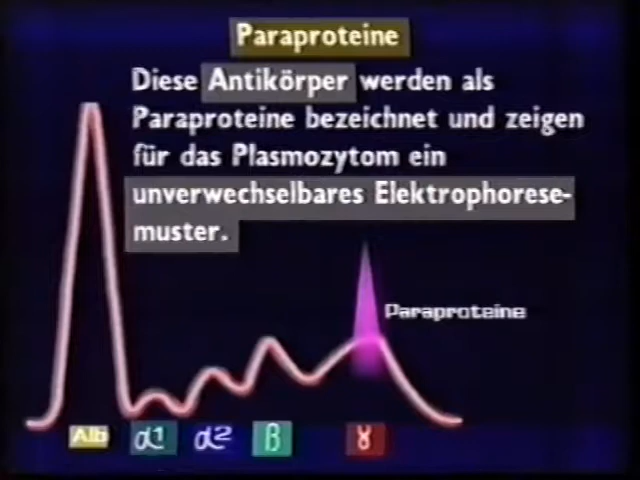 Paraproteine
Diese Antikörper werden als
Paraproteine bezeichnet und zeigen
für das Plasmozytom ein
unverwechselbares Elektrophorese-
muster.
Paraproteine
Alb α1 α2 β γ